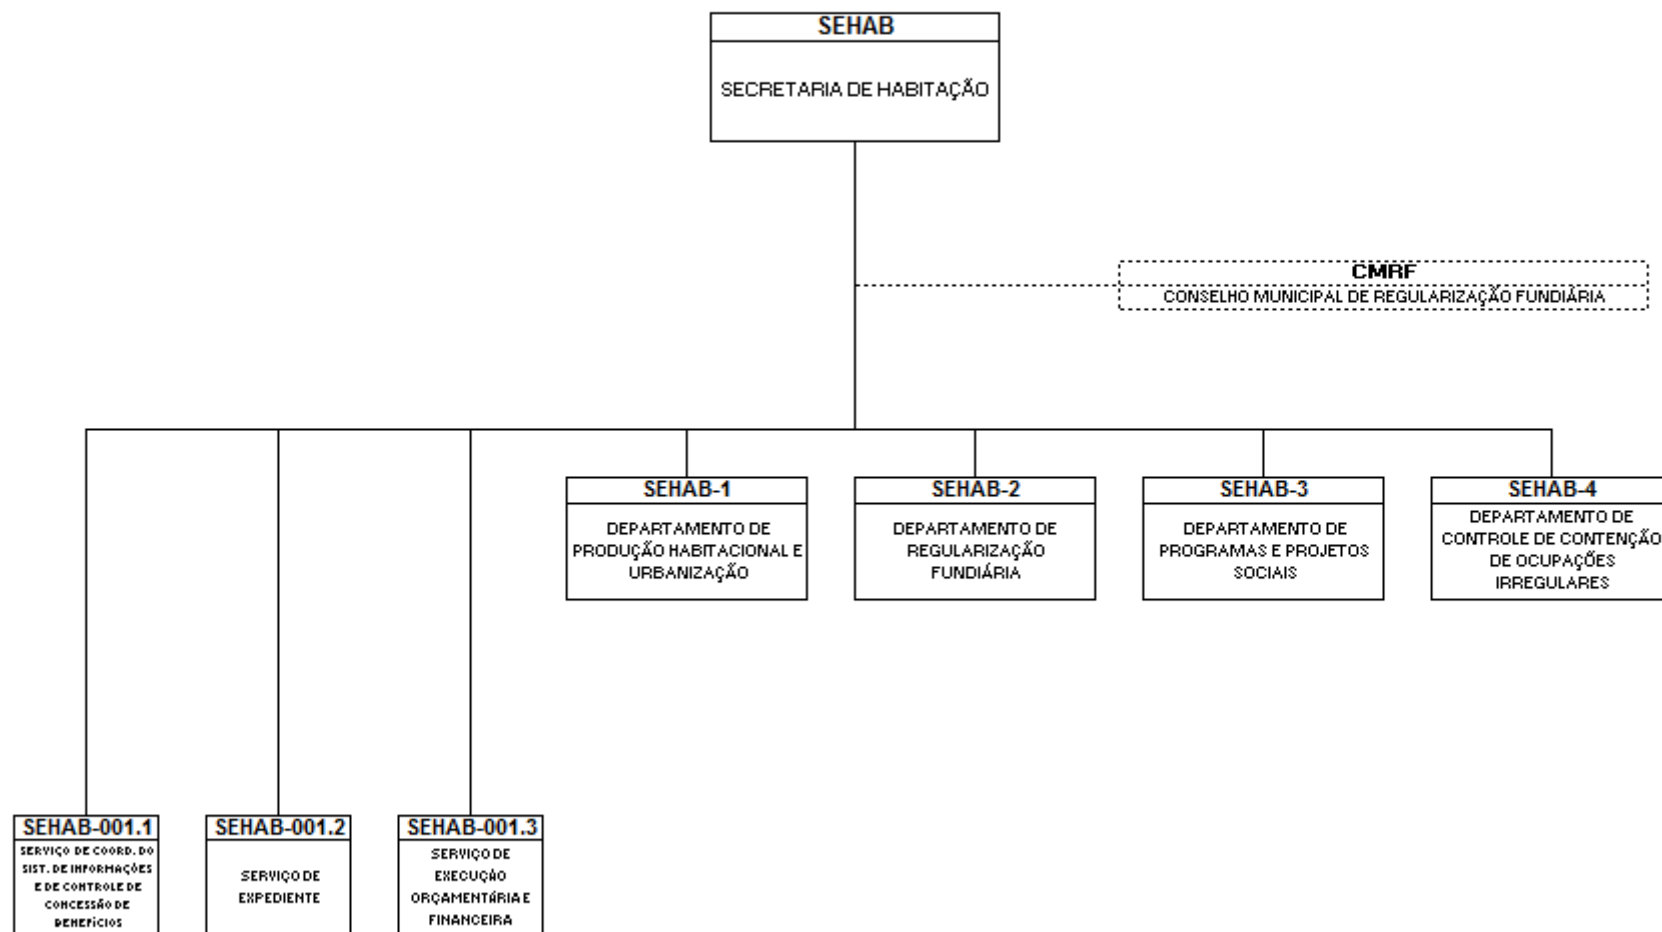 SEHAB
SECRETARIA DE HABITAÇÃO
CMRF
CONSELHO MUNICIPAL DE REGULARIZAÇÃO FUNDIÁRIA
SEHAB-1
DEPARTAMENTO DE
PRODUÇÃO HABITACIONAL E
URBANIZAÇÃO
SEHAB-2
DEPARTAMENTO DE
REGULARIZAÇÃO
FUNDIÁRIA
SEHAB-3
DEPARTAMENTO DE
PROGRAMAS E PROJETOS
SOCIAIS
SEHAB-4
DEPARTAMENTO DE
CONTROLE DE CONTENÇÃO
DE OCUPAÇÕES
IRREGULARES
SEHAB-001.1
SERVIÇO DE COORD. DO
SIST. DE INFORMAÇÕES
E DE CONTROLE DE
CONCESSÃO DE
BENEFÍCIOS
SEHAB-001.2
SERVIÇO DE
EXPEDIENTE
SEHAB-001.3
SERVIÇO DE
EXECUÇÃO
ORÇAMENTÁRIA E
FINANCEIRA